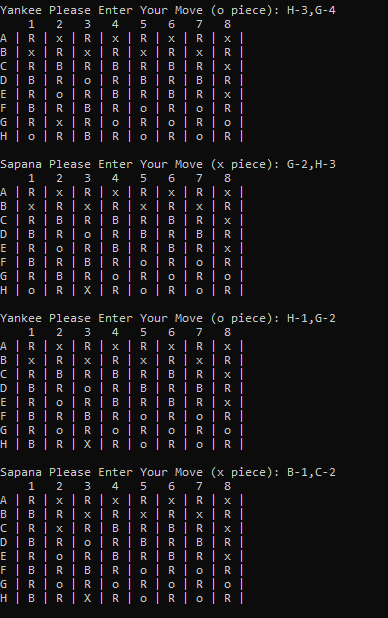 Yankee Please Enter Your Move (o piece): H-3,G-4
1 2 3 4 5 6 7 8
A | R | x | R | x | R | x | R | x |
B | x | R | x | R | x | R | x | R |
C | R | B | R | B | R | B | R | x |
D | B | R | o | R | B | R | B | R |
E | R | o | R | B | R | B | R | x |
F | B | R | B | R | o | R | o | R |
G | R | x | R | o | R | o | R | o |
H | o | R | B | R | o | R | o | R |
Sapana Please Enter Your Move (x piece): G-2,H-3
1 2 3 4 5 6 7 8
A | R | x | R | x | R | x | R | x |
B | x | R | x | R | x | R | x | R |
C | R | B | R | B | R | B | R | x |
D | B | R | o | R | B | R | B | R |
E | R | o | R | B | R | B | R | x |
F | B | R | B | R | o | R | o | R |
G | R | B | R | o | R | o | R | o |
H | o | R | X | R | o | R | o | R |
Yankee Please Enter Your Move (o piece): H-1,G-2
1 2 3 4 5 6 7 8
A | R | x | R | x | R | x | R | x |
B | x | R | x | R | x | R | x | R |
C | R | B | R | B | R | B | R | x |
D | B | R | o | R | B | R | B | R |
E | R | o | R | B | R | B | R | x |
F | B | R | B | R | o | R | o | R |
G | R | o | R | o | R | o | R | o |
H | B | R | X | R | o | R | o | R |
Sapana Please Enter Your Move (x piece): B-1,C-2
1 2 3 4 5 6 7 8
A | R | x | R | x | R | x | R | x |
B | B | R | x | R | x | R | x | R |
C | R | x | R | B | R | B | R | x |
D | B | R | o | R | B | R | B | R |
E | R | o | R | B | R | B | R | x |
F | B | R | B | R | o | R | o | R |
G | R | o | R | o | R | o | R | o |
H | B | R | X | R | o | R | o | R |